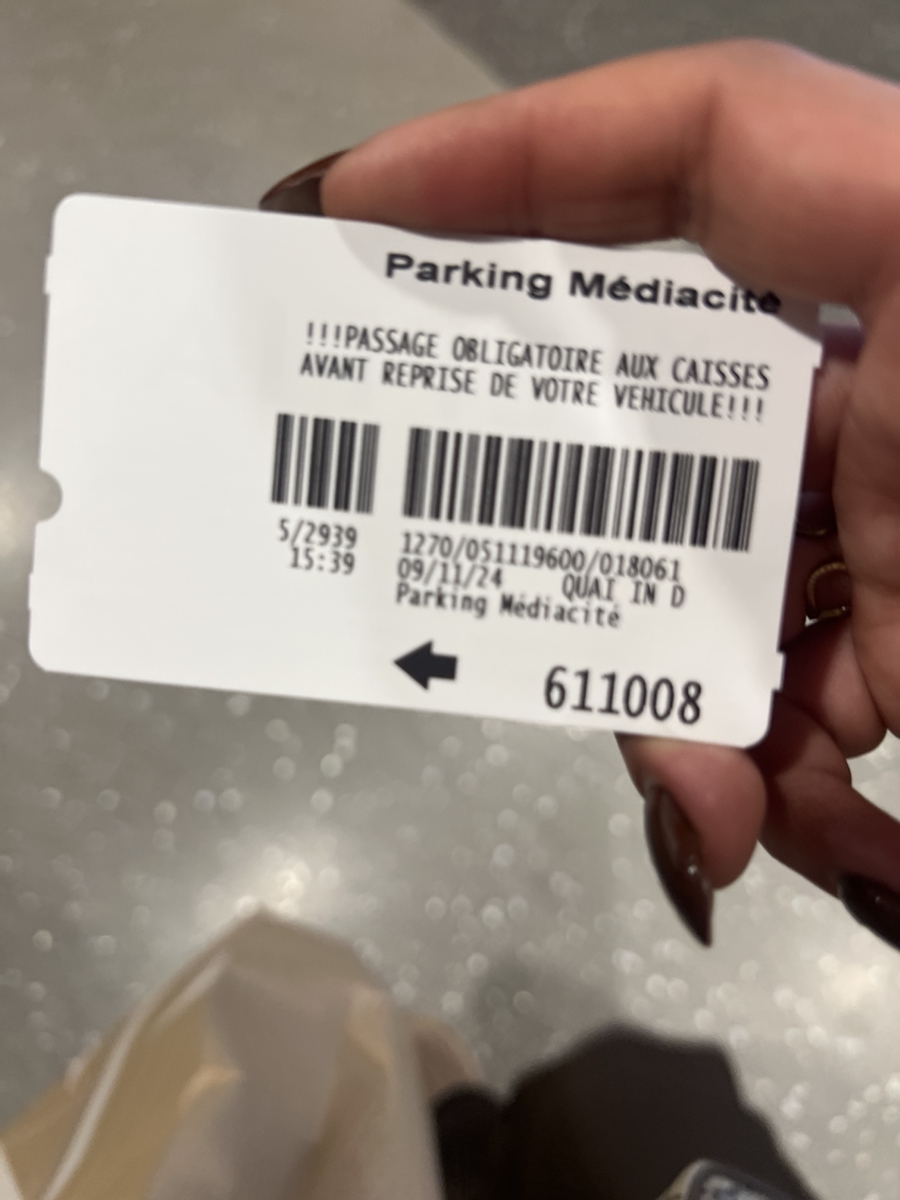 Parking Médiacité
!!!PASSAGE OBLIGATOIRE AUX CAISSES
AVANT REPRISE DE VOTRE VEHICULE!!!
5/2939
15:39
1270/051119600/018061
09/11/24 QUAI IN D
Parking Médiacité
611008